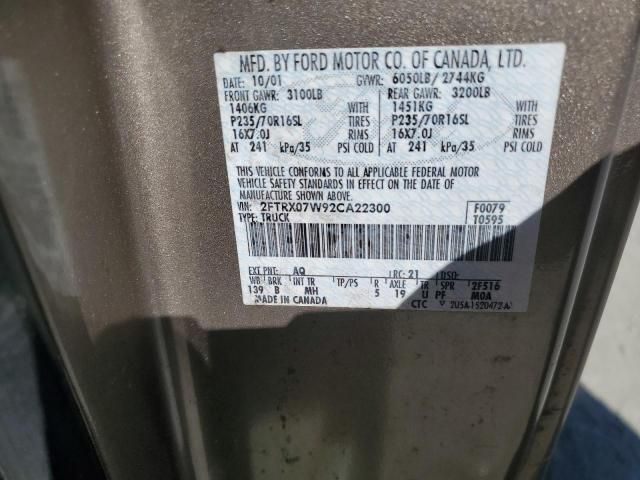 MFD. BY FORD MOTOR CO. OF CANADA, LTD.
DATE: 10/01 GVWR: 6050LB/ 2744KG
FRONT GAWR: 3100LB REAR GAWR: 3200LB
1406KG WITH 1451KG WITH
P235/70R16SL TIRES P235/70R16SL TIRES
16X7.0J RIMS 16X7.0J RIMS
AT 241 kPa/35 PSI COLD AT 241 kPa/35 PSI COLD
THIS VEHICLE CONFORMS TO ALL APPLICABLE FEDERAL MOTOR
VEHICLE SAFETY STANDARDS IN EFFECT ON THE DATE OF
MANUFACTURE SHOWN ABOVE.
VIN: 2FTRX07W92CA22300 F0079
TYPE: TRUCK T0595
EXT PNT: AQ RC: 21 DSO:
WB BRK INT TR TP/PS R AXLE TR SPR 2F516
139 B MH 5 19 U PF M0A
MADE IN CANADA CTC